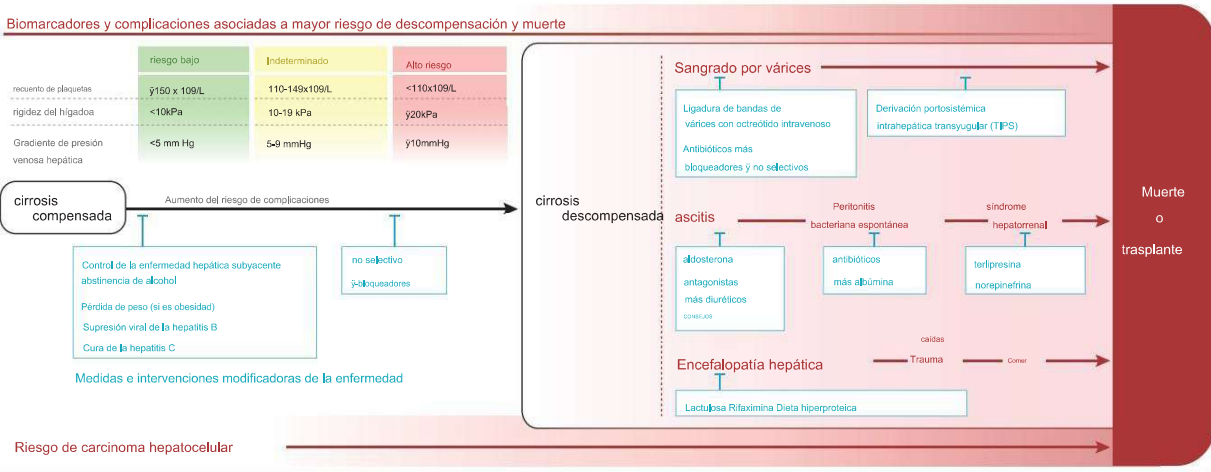 Biomarcadores y complicaciones asociadas a mayor riesgo de descompensación y muerte
riesgo bajo
Indeterminado
Alto riesgo
recuento de plaquetas
ÿ150 x 109/L
110-149x109/L
<110x109/L
rigidez del hígadoa
<10kPa
10-19 kPa
ÿ20kPa
Gradiente de presión
venosa hepática
<5 mm Hg
5-9 mmHg
ÿ10mmHg
cirrosis
compensada
Aumento del riesgo de complicaciones
Control de la enfermedad hepática subyacente
abstinencia de alcohol
Pérdida de peso (si es obesidad)
Supresión viral de la hepatitis B
Cura de la hepatitis C
no selectivo
ÿ-bloqueadores
Medidas e intervenciones modificadoras de la enfermedad
cirrosis
descompensada
Sangrado por várices
Ligadura de bandas de
várices con octreótido intravenoso
Antibióticos más
bloqueadores ÿ no selectivos
Derivación portosistémica
intrahepática transyugular (TIPS)
ascitis
Peritonitis
bacteriana espontánea
síndrome
hepatorrenal
aldosterona
antagonistas
más diuréticos
CONSEJOS
antibióticos
más albúmina
terlipresina
norepinefrina
Encefalopatía hepática
caídas
Trauma
Comer
Lactulosa Rifaximina Dieta hiperproteica
Muerte
o
trasplante
Riesgo de carcinoma hepatocelular